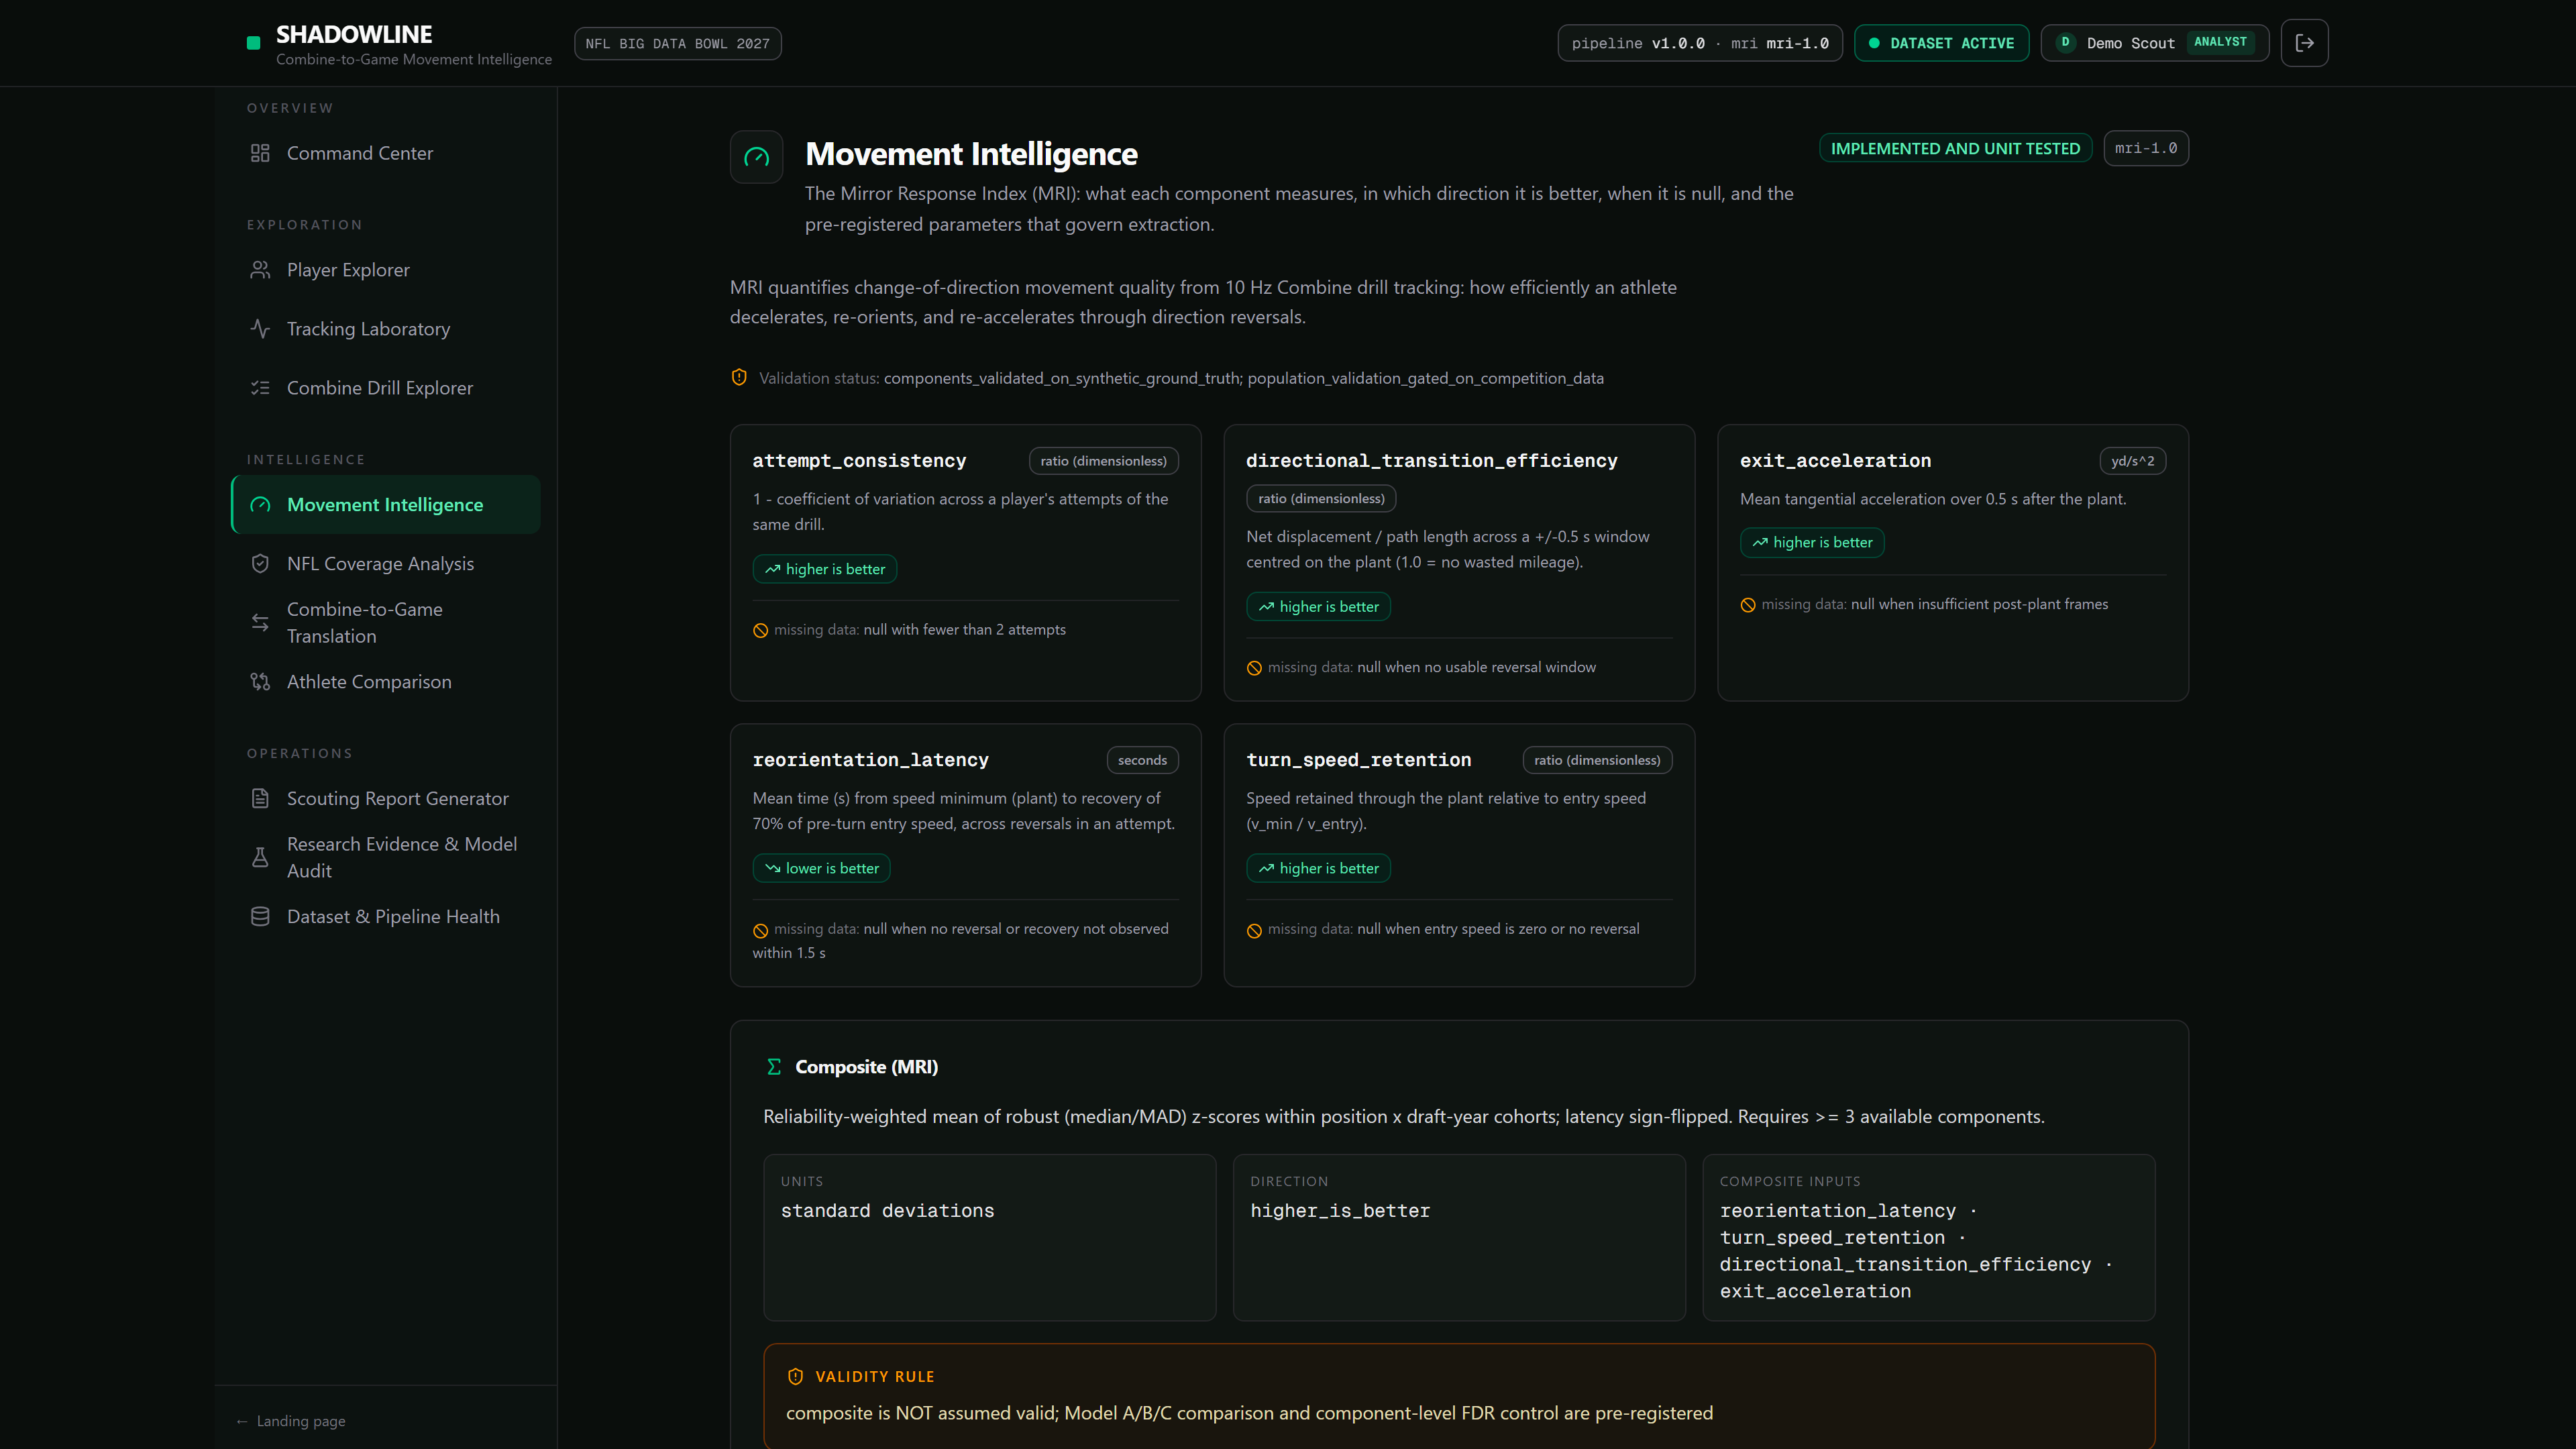 SHADOWLINE
Combine-to-Game Movement Intelligence
NFL BIG DATA BOWL 2027
pipeline v1.0.0 · mri mri-1.0
DATASET ACTIVE
D Demo Scout ANALYST
OVERVIEW
Command Center
EXPLORATION
Player Explorer
Tracking Laboratory
Combine Drill Explorer
INTELLIGENCE
Movement Intelligence
NFL Coverage Analysis
Combine-to-Game
Translation
Athlete Comparison
OPERATIONS
Scouting Report Generator
Research Evidence & Model
Audit
Dataset & Pipeline Health
← Landing page
Movement Intelligence
IMPLEMENTED AND UNIT TESTED
mri-1.0
The Mirror Response Index (MRI): what each component measures, in which direction it is better, when it is null, and the
pre-registered parameters that govern extraction.
MRI quantifies change-of-direction movement quality from 10 Hz Combine drill tracking: how efficiently an athlete
decelerates, re-orients, and re-accelerates through direction reversals.
Validation status: components_validated_on_synthetic_ground_truth; population_validation_gated_on_competition_data
attempt_consistency
ratio (dimensionless)
1 - coefficient of variation across a player's attempts of the
same drill.
higher is better
missing data: null with fewer than 2 attempts
directional_transition_efficiency
ratio (dimensionless)
Net displacement / path length across a +/-0.5 s window
centred on the plant (1.0 = no wasted mileage).
higher is better
missing data: null when no usable reversal window
exit_acceleration
yd/s^2
Mean tangential acceleration over 0.5 s after the plant.
higher is better
missing data: null when insufficient post-plant frames
reorientation_latency
seconds
Mean time (s) from speed minimum (plant) to recovery of
70% of pre-turn entry speed, across reversals in an attempt.
lower is better
missing data: null when no reversal or recovery not observed
within 1.5 s
turn_speed_retention
ratio (dimensionless)
Speed retained through the plant relative to entry speed
(v_min / v_entry).
higher is better
missing data: null when entry speed is zero or no reversal
Composite (MRI)
Reliability-weighted mean of robust (median/MAD) z-scores within position x draft-year cohorts; latency sign-flipped. Requires >= 3 available components.
UNITS
standard deviations
DIRECTION
higher_is_better
COMPOSITE INPUTS
reorientation_latency ·
turn_speed_retention ·
directional_transition_efficiency ·
exit_acceleration
VALIDITY RULE
composite is NOT assumed valid; Model A/B/C comparison and component-level FDR control are pre-registered